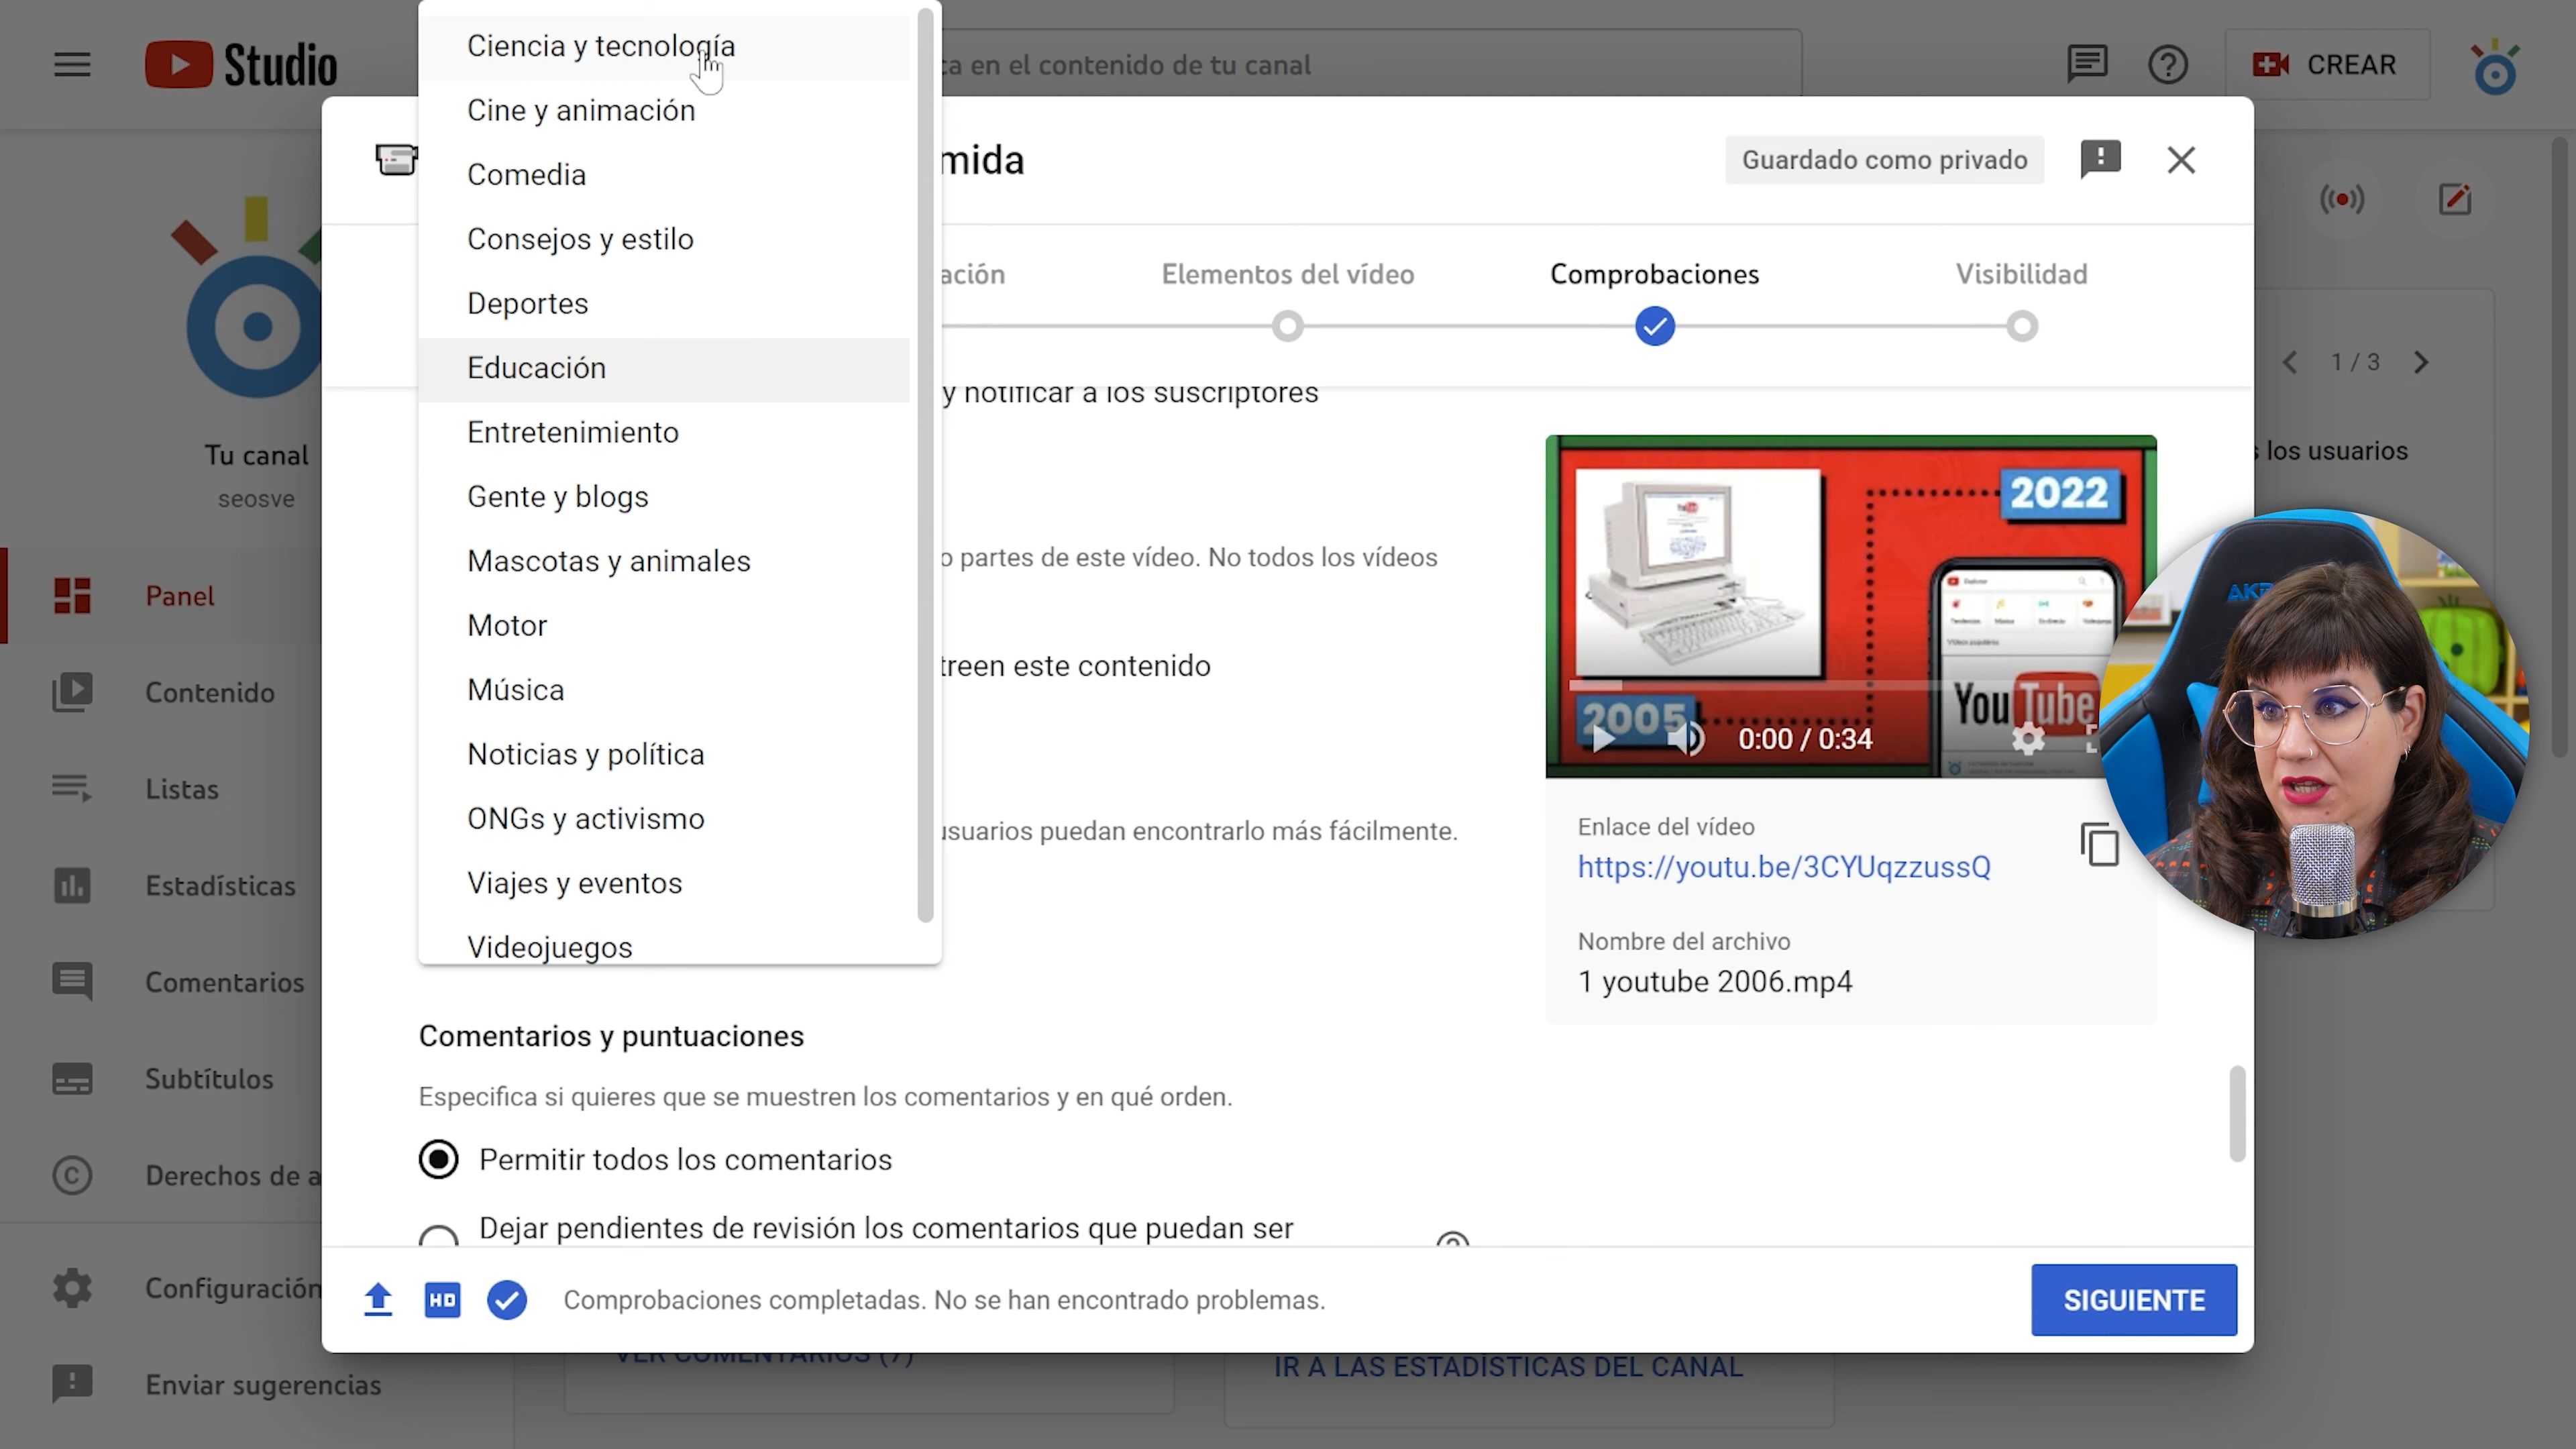 Studio
ca en el contenido de tu canal
CREAR
Ciencia y tecnología
Cine y animación
Comedia
Consejos y estilo
Deportes
Educación
Entretenimiento
Gente y blogs
Mascotas y animales
Motor
Música
Noticias y política
ONGs y activismo
Viajes y eventos
Videojuegos
mida
Guardado como privado
ación
Elementos del vídeo
Comprobaciones
Visibilidad
y notificar a los suscriptores
o partes de este vídeo. No todos los vídeos
treen este contenido
usuarios puedan encontrarlo más fácilmente.
Comentarios y puntuaciones
Especifica si quieres que se muestren los comentarios y en qué orden.
Permitir todos los comentarios
Dejar pendientes de revisión los comentarios que puedan ser
2022
2005
YouTube
0:00 / 0:34
Enlace del vídeo
https://youtu.be/3CYUqzzussQ
Nombre del archivo
1 youtube 2006.mp4
HD
Comprobaciones completadas. No se han encontrado problemas.
SIGUIENTE
Tu canal
seosve
Panel
Contenido
Listas
Estadísticas
Comentarios
Subtítulos
Derechos de a
Configuración
Enviar sugerencias
1 / 3
s los usuarios
VER COMENTARIOS (7)
IR A LAS ESTADÍSTICAS DEL CANAL